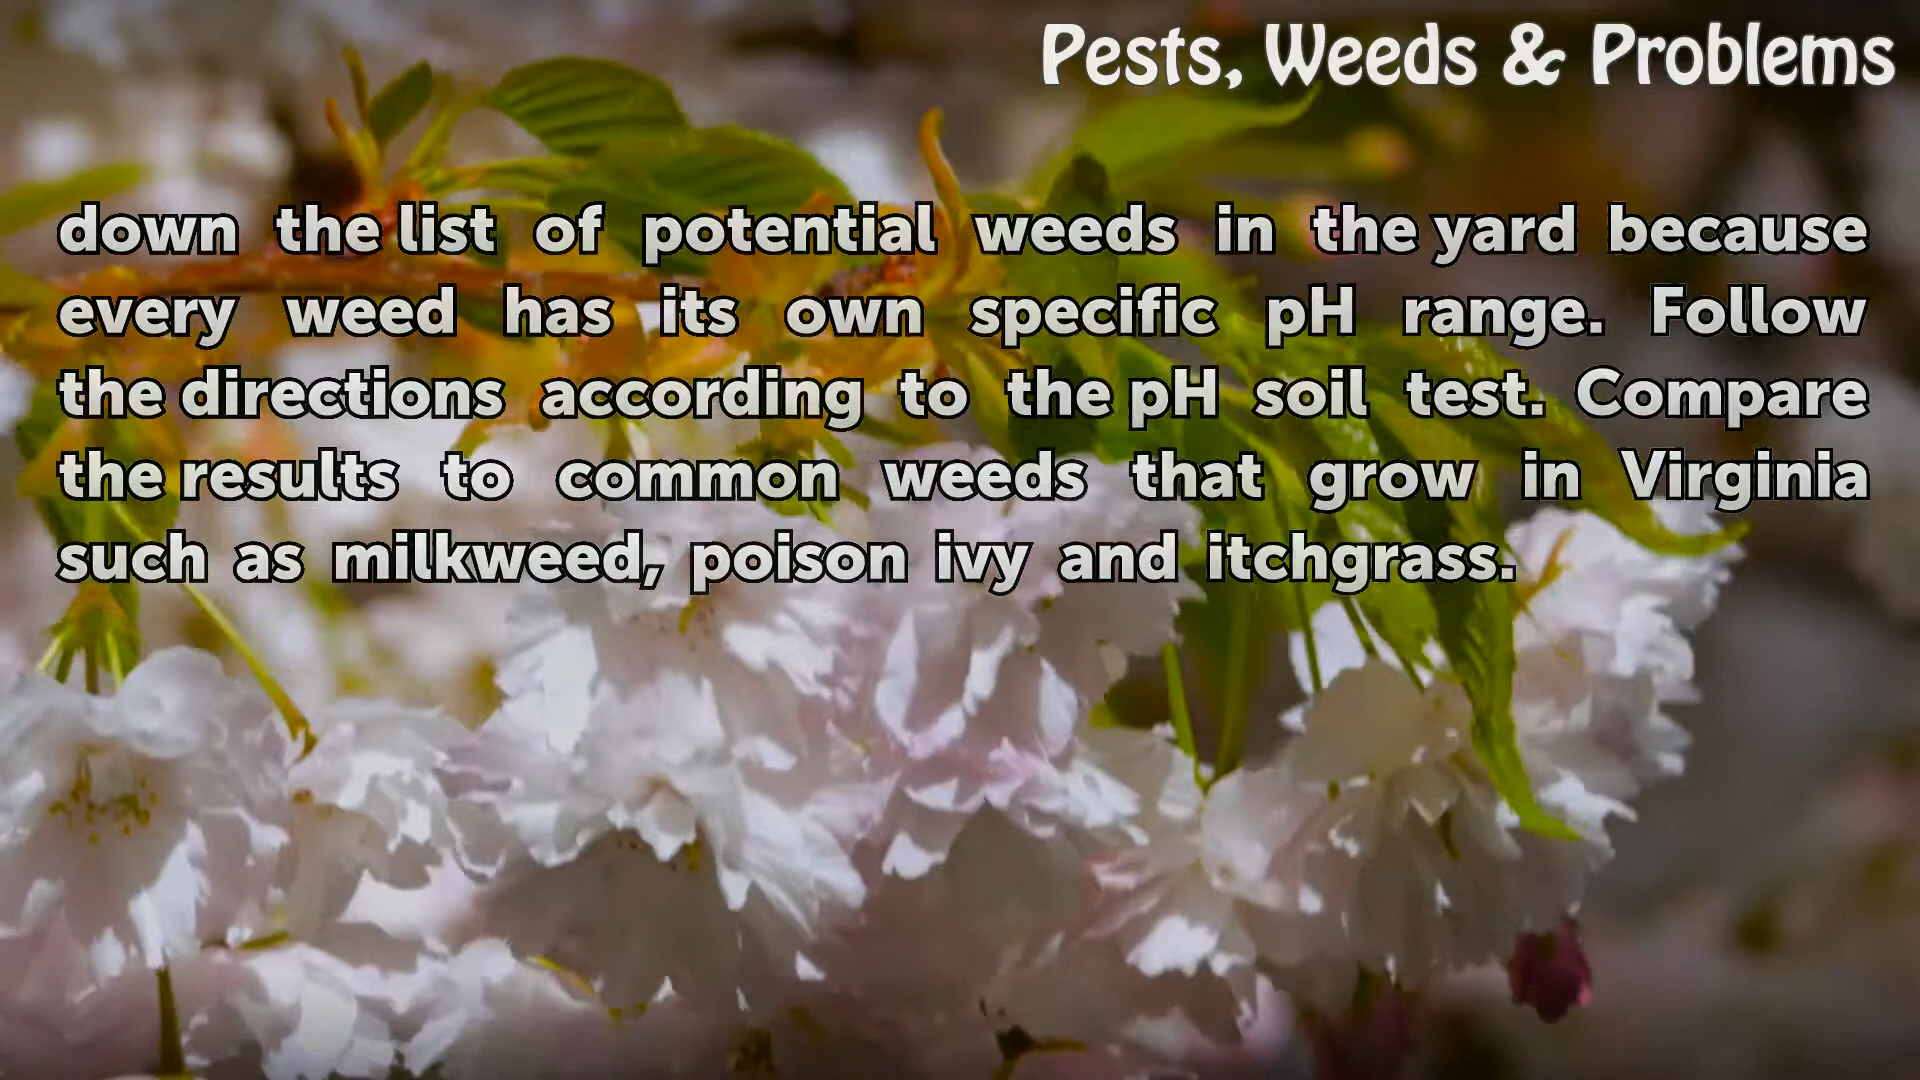 Pests, Weeds & Problems
down the list of potential weeds in the yard because
every weed has its own specific pH range. Follow
the directions according to the pH soil test. Compare
the results to common weeds that grow in Virginia
such as milkweed, poison ivy and itchgrass.